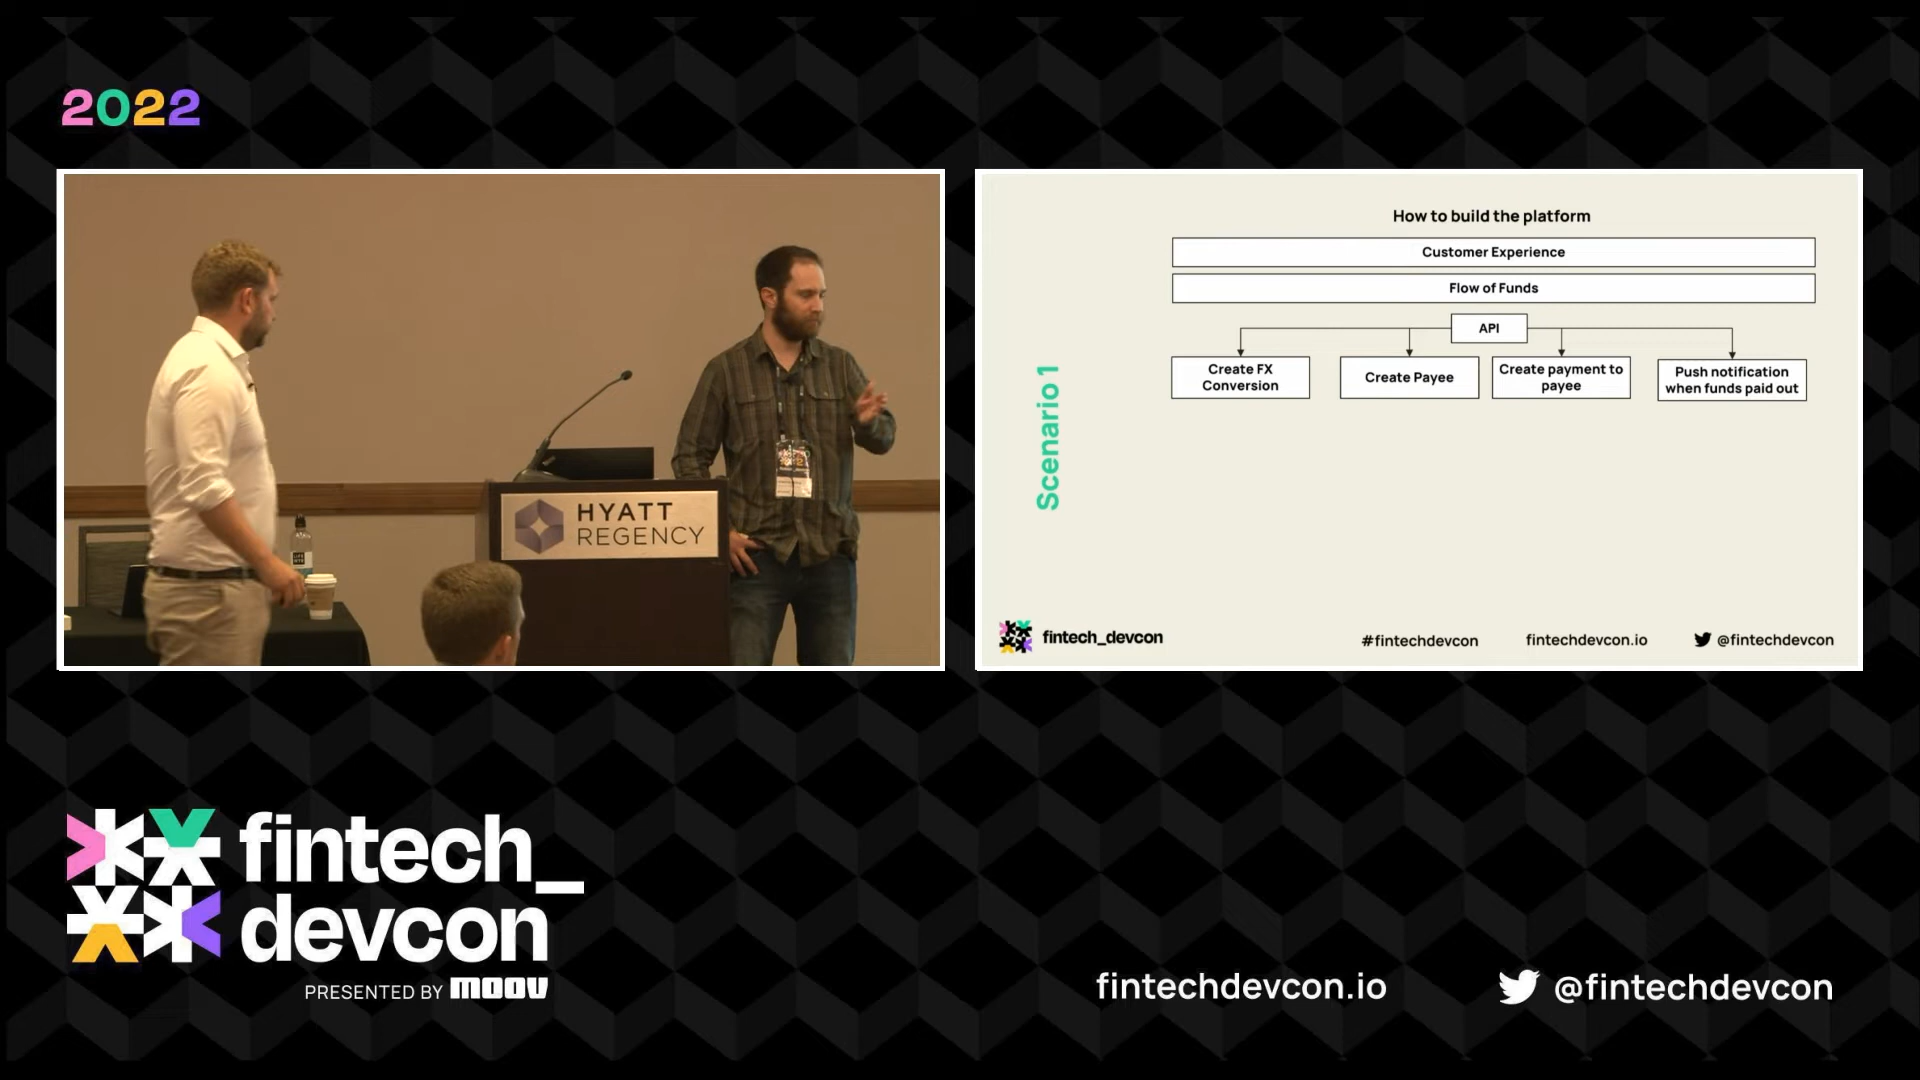 2022
HYATT
REGENCY
How to build the platform
Customer Experience
Flow of Funds
API
Create FX
Conversion
Create Payee
Create payment to
payee
Push notification
when funds paid out
Scenario 1
fintech_devcon
#fintechdevcon
fintechdevcon.io
@fintechdevcon
fintech_
devcon
PRESENTED BY moov
fintechdevcon.io
@fintechdevcon